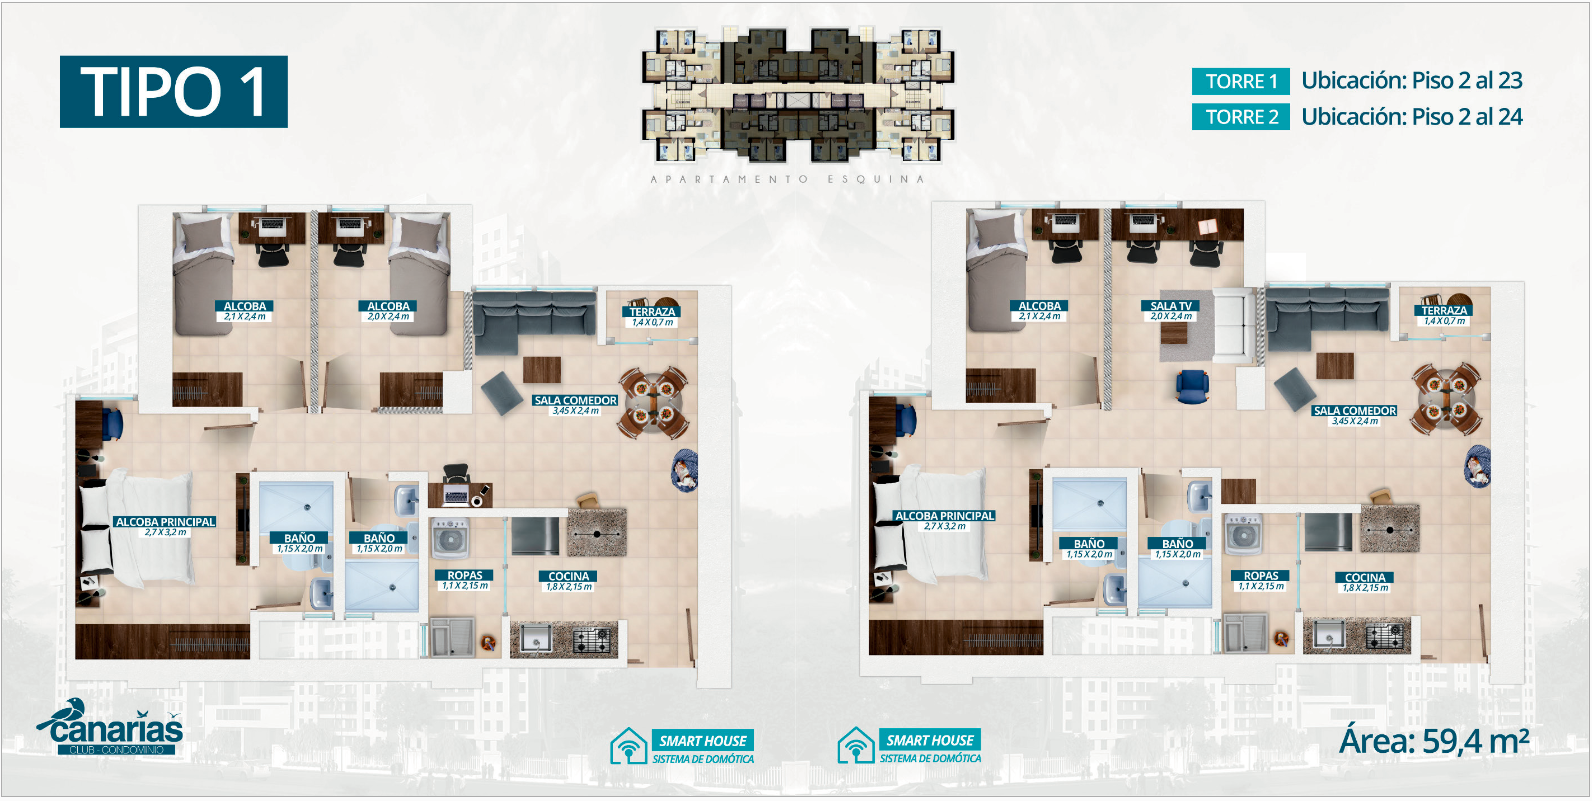 TIPO 1
APARTAMENTO ESQUINA
TORRE 1 Ubicación: Piso 2 al 23
TORRE 2 Ubicación: Piso 2 al 24
ALCOBA
2,1 X 2,4 m
ALCOBA
2,0 X 2,4 m
TERRAZA
1,4 X 0,7 m
SALA COMEDOR
3,45 X 2,4 m
ALCOBA PRINCIPAL
2,7 X 3,2 m
BAÑO
1,15 X 2,0 m
BAÑO
1,15 X 2,0 m
ROPAS
1,1 X 2,15 m
COCINA
1,8 X 2,15 m
ALCOBA
2,1 X 2,4 m
SALA TV
2,0 X 2,4 m
TERRAZA
1,4 X 0,7 m
SALA COMEDOR
3,45 X 2,4 m
ALCOBA PRINCIPAL
2,7 X 3,2 m
BAÑO
1,15 X 2,0 m
BAÑO
1,15 X 2,0 m
ROPAS
1,1 X 2,15 m
COCINA
1,8 X 2,15 m
canarias
CLUB - CONDOMINIO
SMART HOUSE
SISTEMA DE DOMÓTICA
SMART HOUSE
SISTEMA DE DOMÓTICA
Área: 59,4 m²